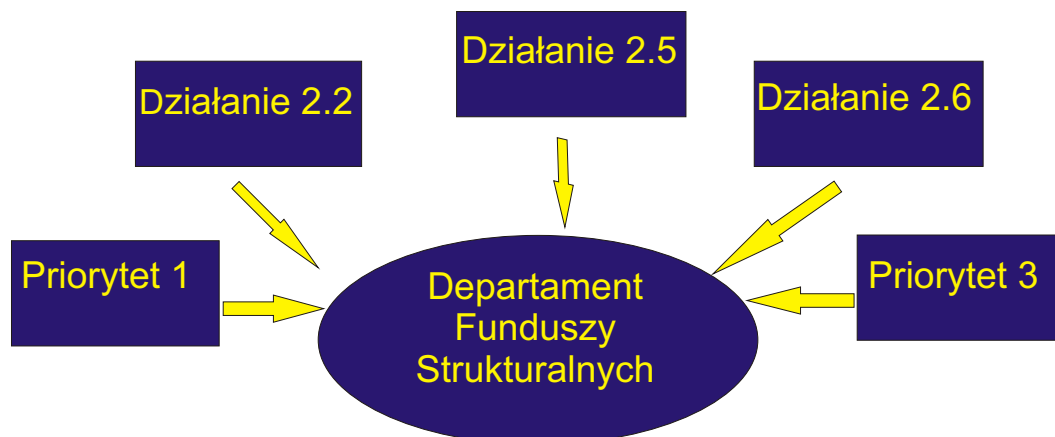 Działanie 2.5
Działanie 2.2
Działanie 2.6
Priorytet 1
Priorytet 3
Departament
Funduszy
Strukturalnych